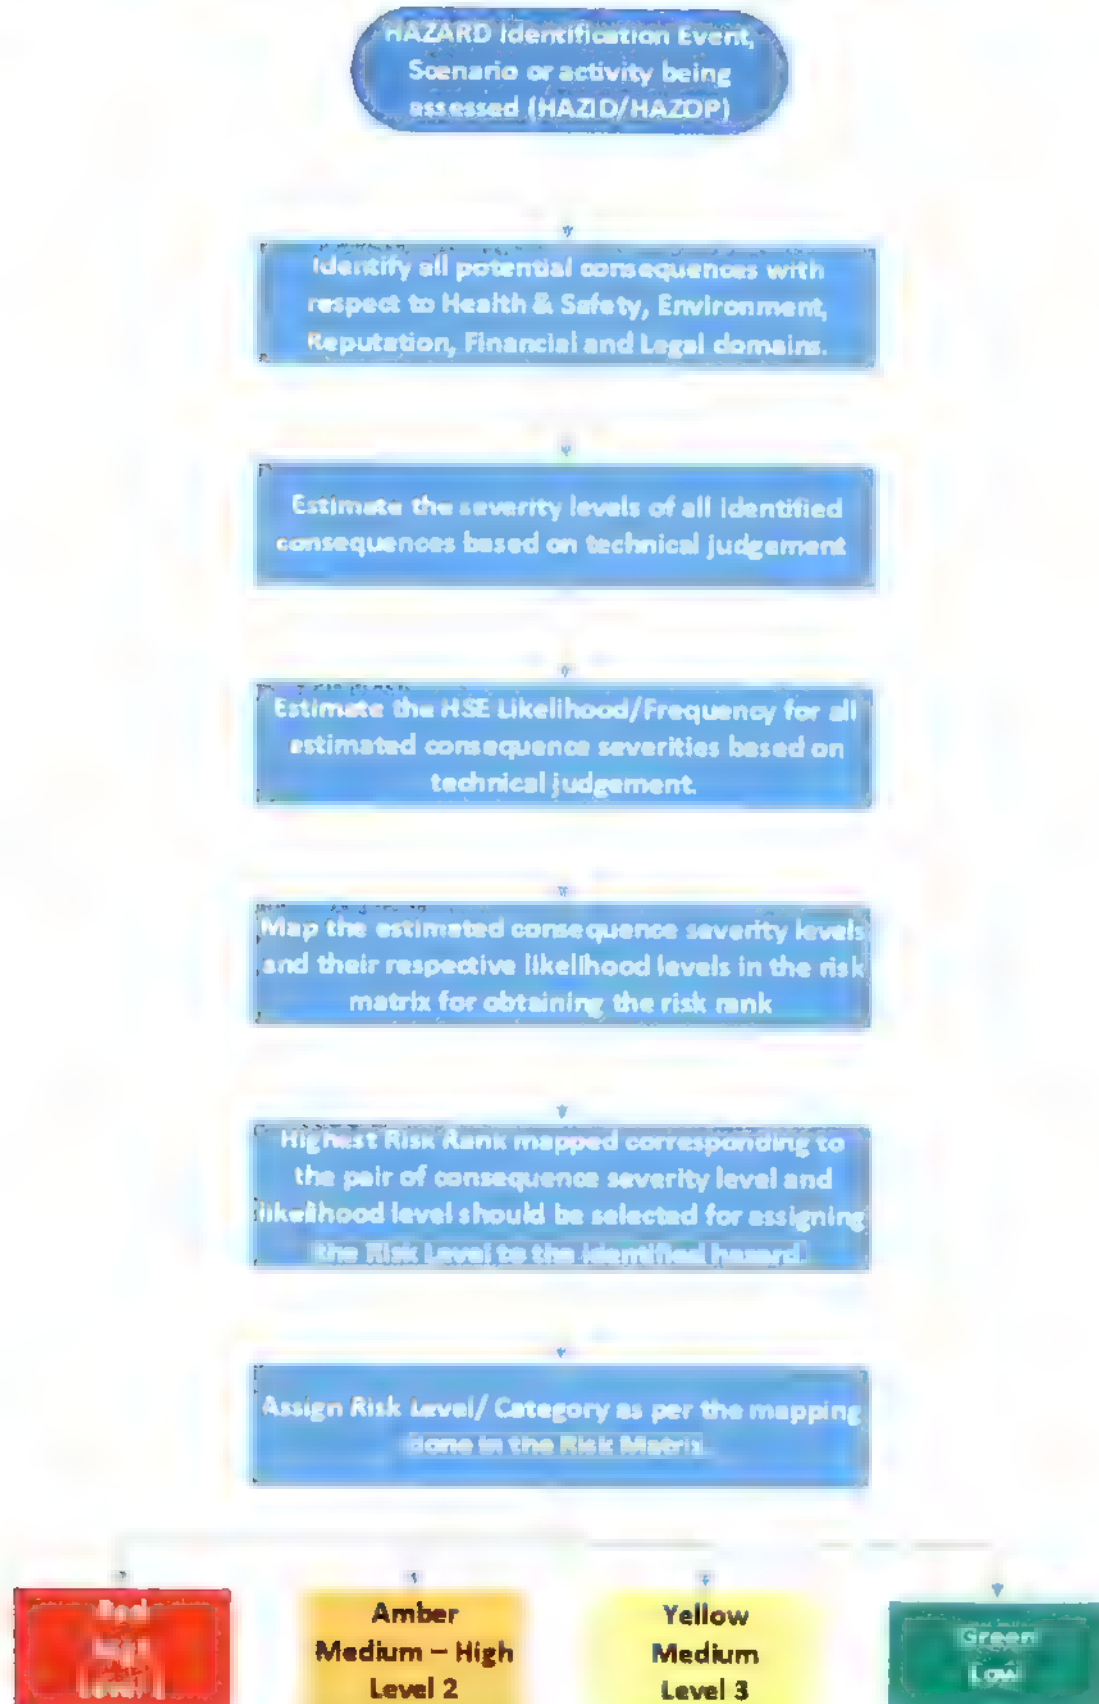 HAZARD Identification Event,
Scenario or activity being
assessed (HAZID/HAZOP)
Identify all potential consequences with
respect to Health & Safety, Environment,
Reputation, Financial and Legal domains.
Estimate the severity levels of all identified
consequences based on technical judgement
Estimate the HSE Likelihood/Frequency for all
estimated consequence severities based on
technical judgement.
Map the estimated consequence severity levels
and their respective likelihood levels in the risk
matrix for obtaining the risk rank
Highest Risk Rank mapped corresponding to
the pair of consequence severity level and
likelihood level should be selected for assigning
the Risk Level to the identified hazard.
Assign Risk Level/ Category as per the mapping
done in the Risk Matrix.
Red
Amber
Medium – High
Level 2
Yellow
Medium
Level 3
Green
Low